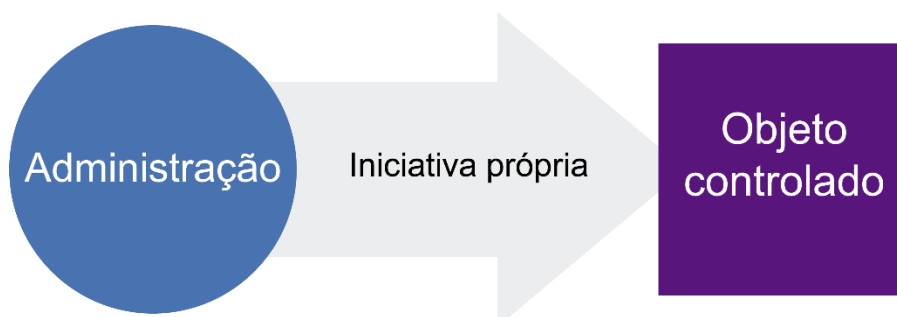 Administração
Iniciativa própria
Objeto
controlado